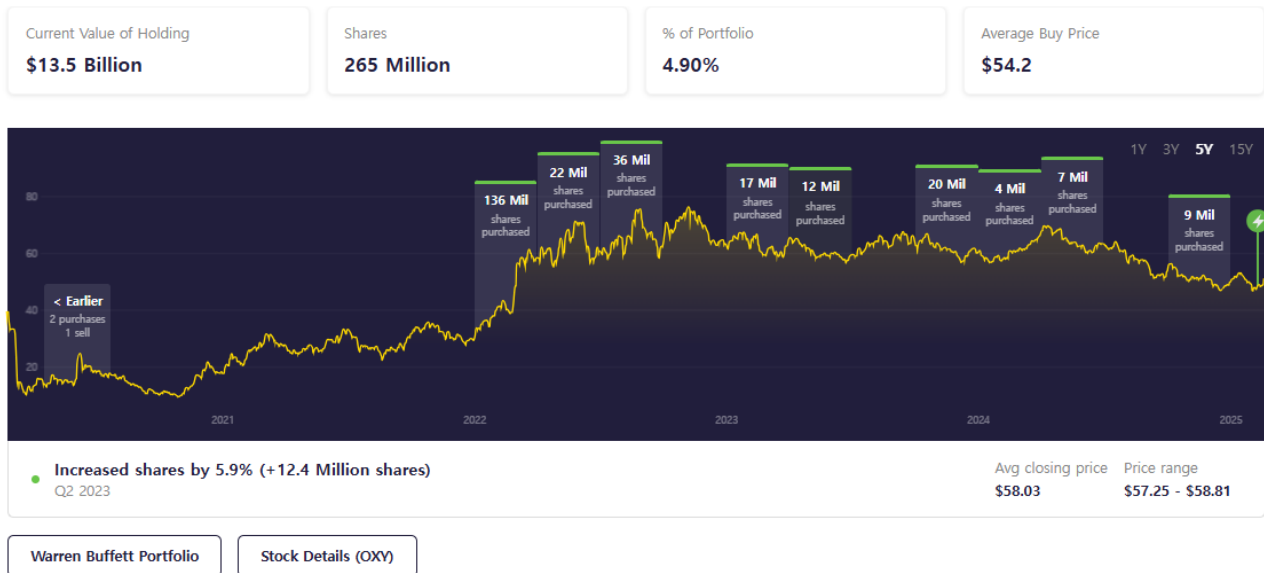 Current Value of Holding
$13.5 Billion
Shares
265 Million
% of Portfolio
4.90%
Average Buy Price
$54.2
1Y 3Y 5Y 15Y
80
60
40
20
< Earlier
2 purchases
1 sell
136 Mil
shares
purchased
22 Mil
shares
purchased
36 Mil
shares
purchased
17 Mil
shares
purchased
12 Mil
shares
purchased
20 Mil
shares
purchased
4 Mil
shares
purchased
7 Mil
shares
purchased
9 Mil
shares
purchased
2021 2022 2023 2024 2025
Increased shares by 5.9% (+12.4 Million shares)
Q2 2023
Avg closing price
$58.03
Price range
$57.25 - $58.81
Warren Buffett Portfolio
Stock Details (OXY)